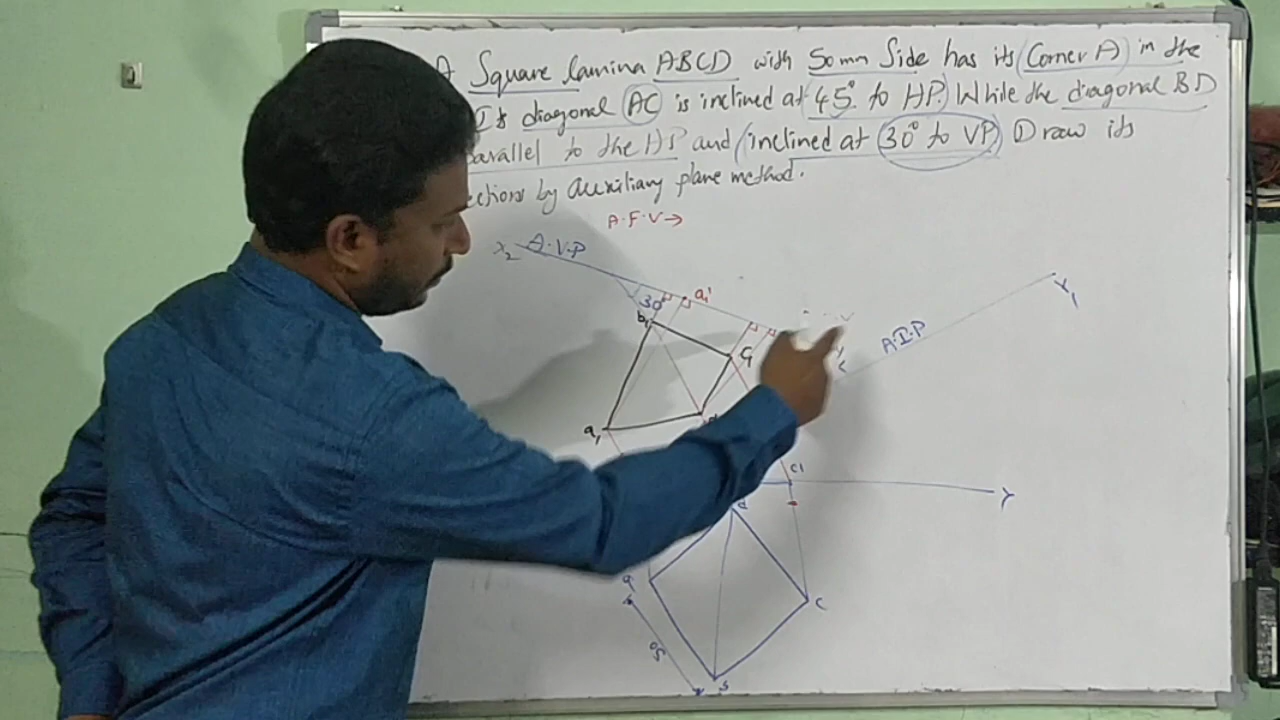 A Square lamina ABCD with 50mm Side has its (Corner A) in the
diagonal (AC) is inclined at 45° to HP.) While the diagonal BD
parallel to the HP and (inclined at (30° to VP) Draw its
ections by auxiliary plane method.
A.F.V→
X2 A.V.P
30
a1'
b1
c1
a1
A.I.P
Y1
c'
Y
d
c
50